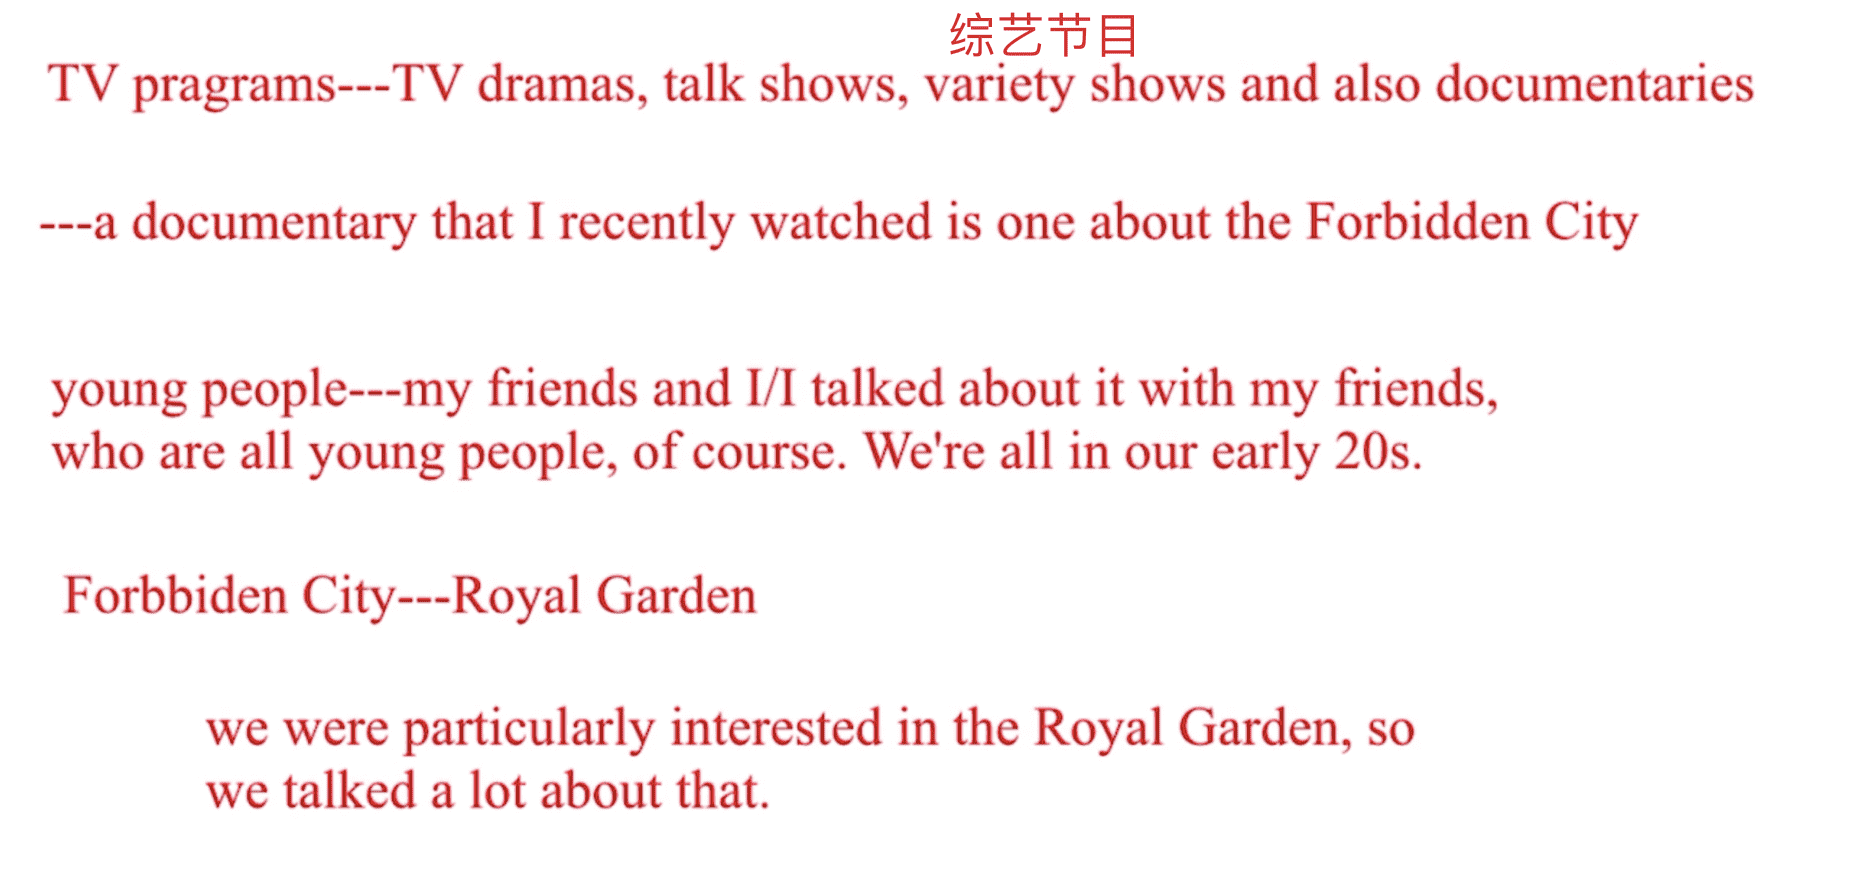 综艺节目
TV pragrams---TV dramas, talk shows, variety shows and also documentaries
---a documentary that I recently watched is one about the Forbidden City
young people---my friends and I/I talked about it with my friends,
who are all young people, of course. We're all in our early 20s.
Forbbiden City---Royal Garden
we were particularly interested in the Royal Garden, so
we talked a lot about that.